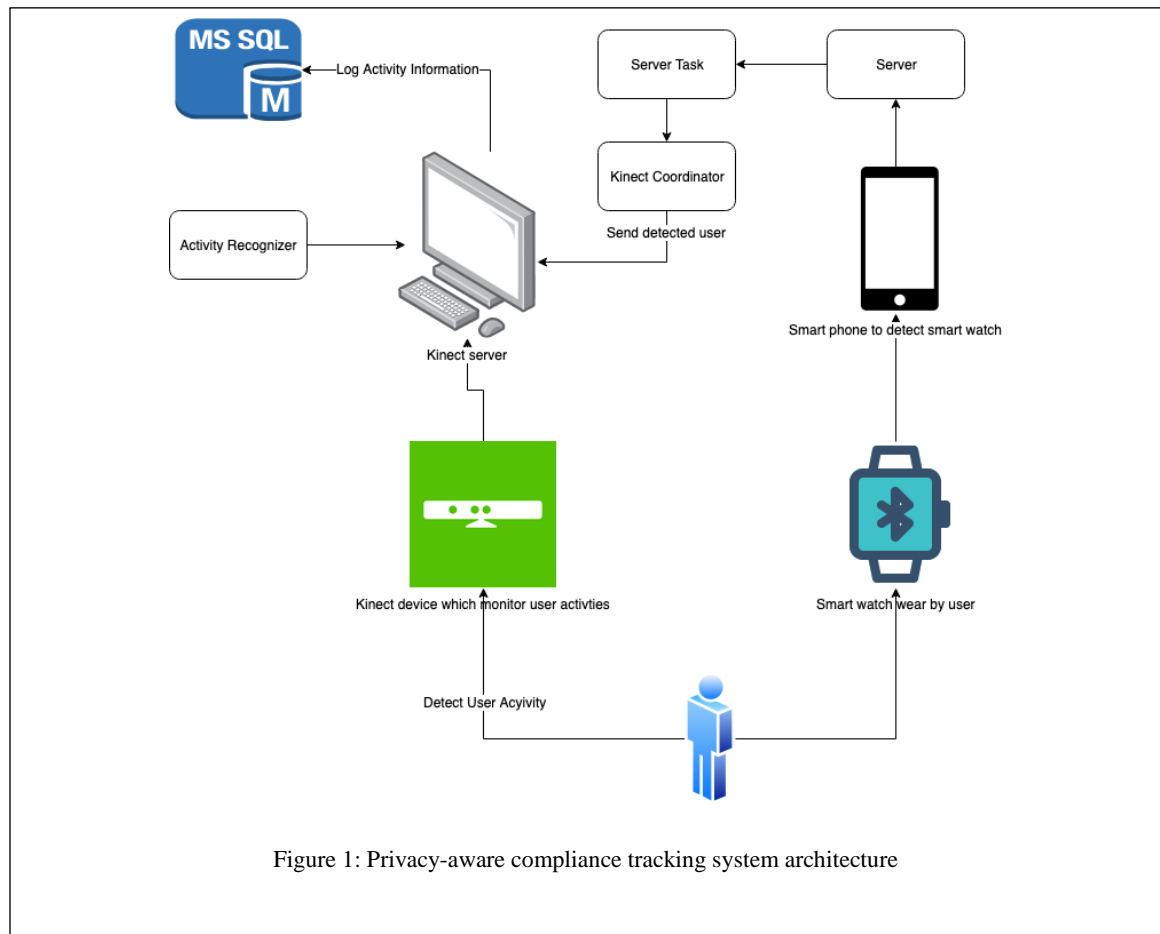 MS SQL
M
Log Activity Information
Server Task
Server
Kinect Coordinator
Send detected user
Activity Recognizer
Smart phone to detect smart watch
Kinect server
Kinect device which monitor user activties
Smart watch wear by user
Detect User Acyivity
Figure 1: Privacy-aware compliance tracking system architecture